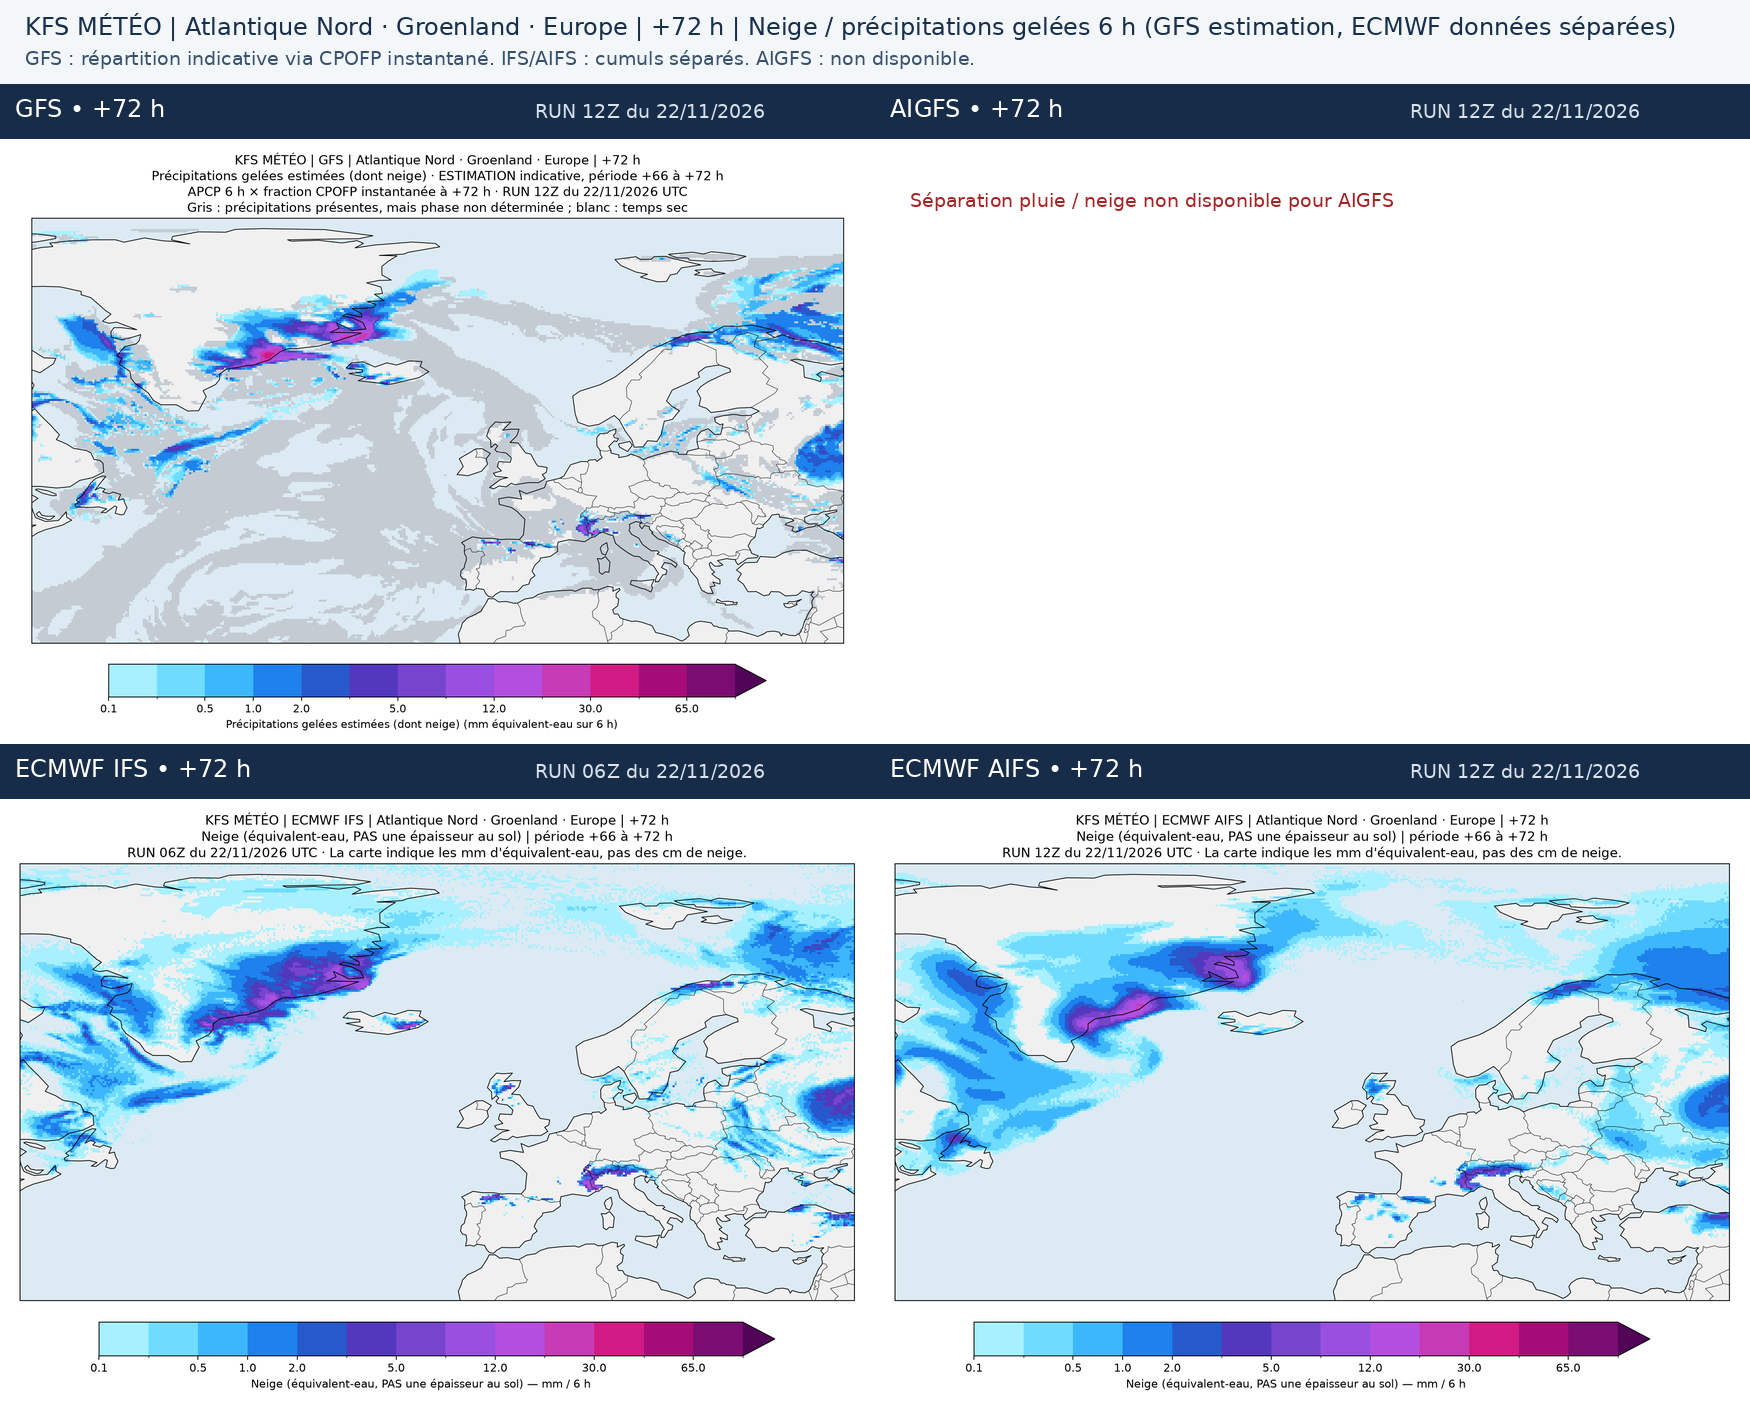 KFS MÉTÉO | Atlantique Nord · Groenland · Europe | +72 h | Neige / précipitations gelées 6 h (GFS estimation, ECMWF données séparées)
GFS : répartition indicative via CPOFP instantané. IFS/AIFS : cumuls séparés. AIGFS : non disponible.
GFS • +72 h
RUN 12Z du 22/11/2026
AIGFS • +72 h
RUN 12Z du 22/11/2026
KFS MÉTÉO | GFS | Atlantique Nord · Groenland · Europe | +72 h
Précipitations gelées estimées (dont neige) · ESTIMATION indicative, période +66 à +72 h
APCP 6 h × fraction CPOFP instantanée à +72 h · RUN 12Z du 22/11/2026 UTC
Gris : précipitations présentes, mais phase non déterminée ; blanc : temps sec
Séparation pluie / neige non disponible pour AIGFS
0.1 0.5 1.0 2.0 5.0 12.0 30.0 65.0
Précipitations gelées estimées (dont neige) (mm équivalent-eau sur 6 h)
ECMWF IFS • +72 h
RUN 06Z du 22/11/2026
ECMWF AIFS • +72 h
RUN 12Z du 22/11/2026
KFS MÉTÉO | ECMWF IFS | Atlantique Nord · Groenland · Europe | +72 h
Neige (équivalent-eau, PAS une épaisseur au sol) | période +66 à +72 h
RUN 06Z du 22/11/2026 UTC · La carte indique les mm d'équivalent-eau, pas des cm de neige.
KFS MÉTÉO | ECMWF AIFS | Atlantique Nord · Groenland · Europe | +72 h
Neige (équivalent-eau, PAS une épaisseur au sol) | période +66 à +72 h
RUN 12Z du 22/11/2026 UTC · La carte indique les mm d'équivalent-eau, pas des cm de neige.
0.1 0.5 1.0 2.0 5.0 12.0 30.0 65.0
Neige (équivalent-eau, PAS une épaisseur au sol) — mm / 6 h
0.1 0.5 1.0 2.0 5.0 12.0 30.0 65.0
Neige (équivalent-eau, PAS une épaisseur au sol) — mm / 6 h